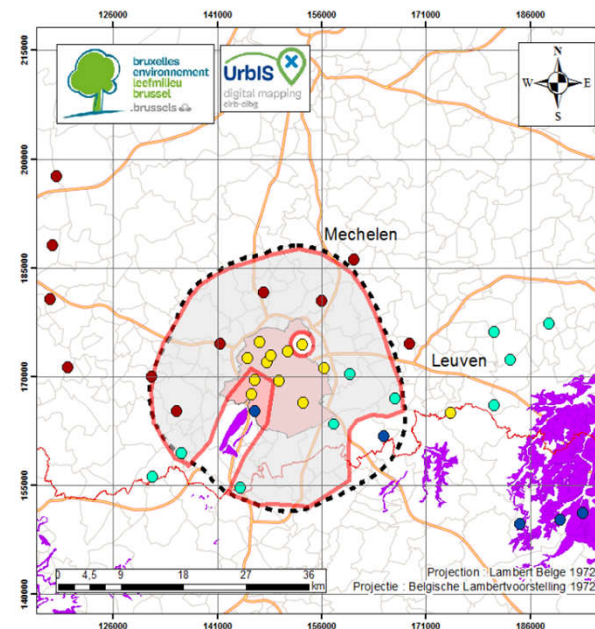 126000 141000 156000 171000 186000
215000
200000
185000
170000
155000
140000
bruxelles
environnement
leefmilieu
brussel
.brussels
UrbIS
digital mapping
cirb-cibg
N
W E
S
Mechelen
Leuven
0 4,5 9 18 27 36
km
Projection : Lambert Belge 1972
Projectie : Belgische Lambertvoorstelling 1972
126000 141000 156000 171000 186000